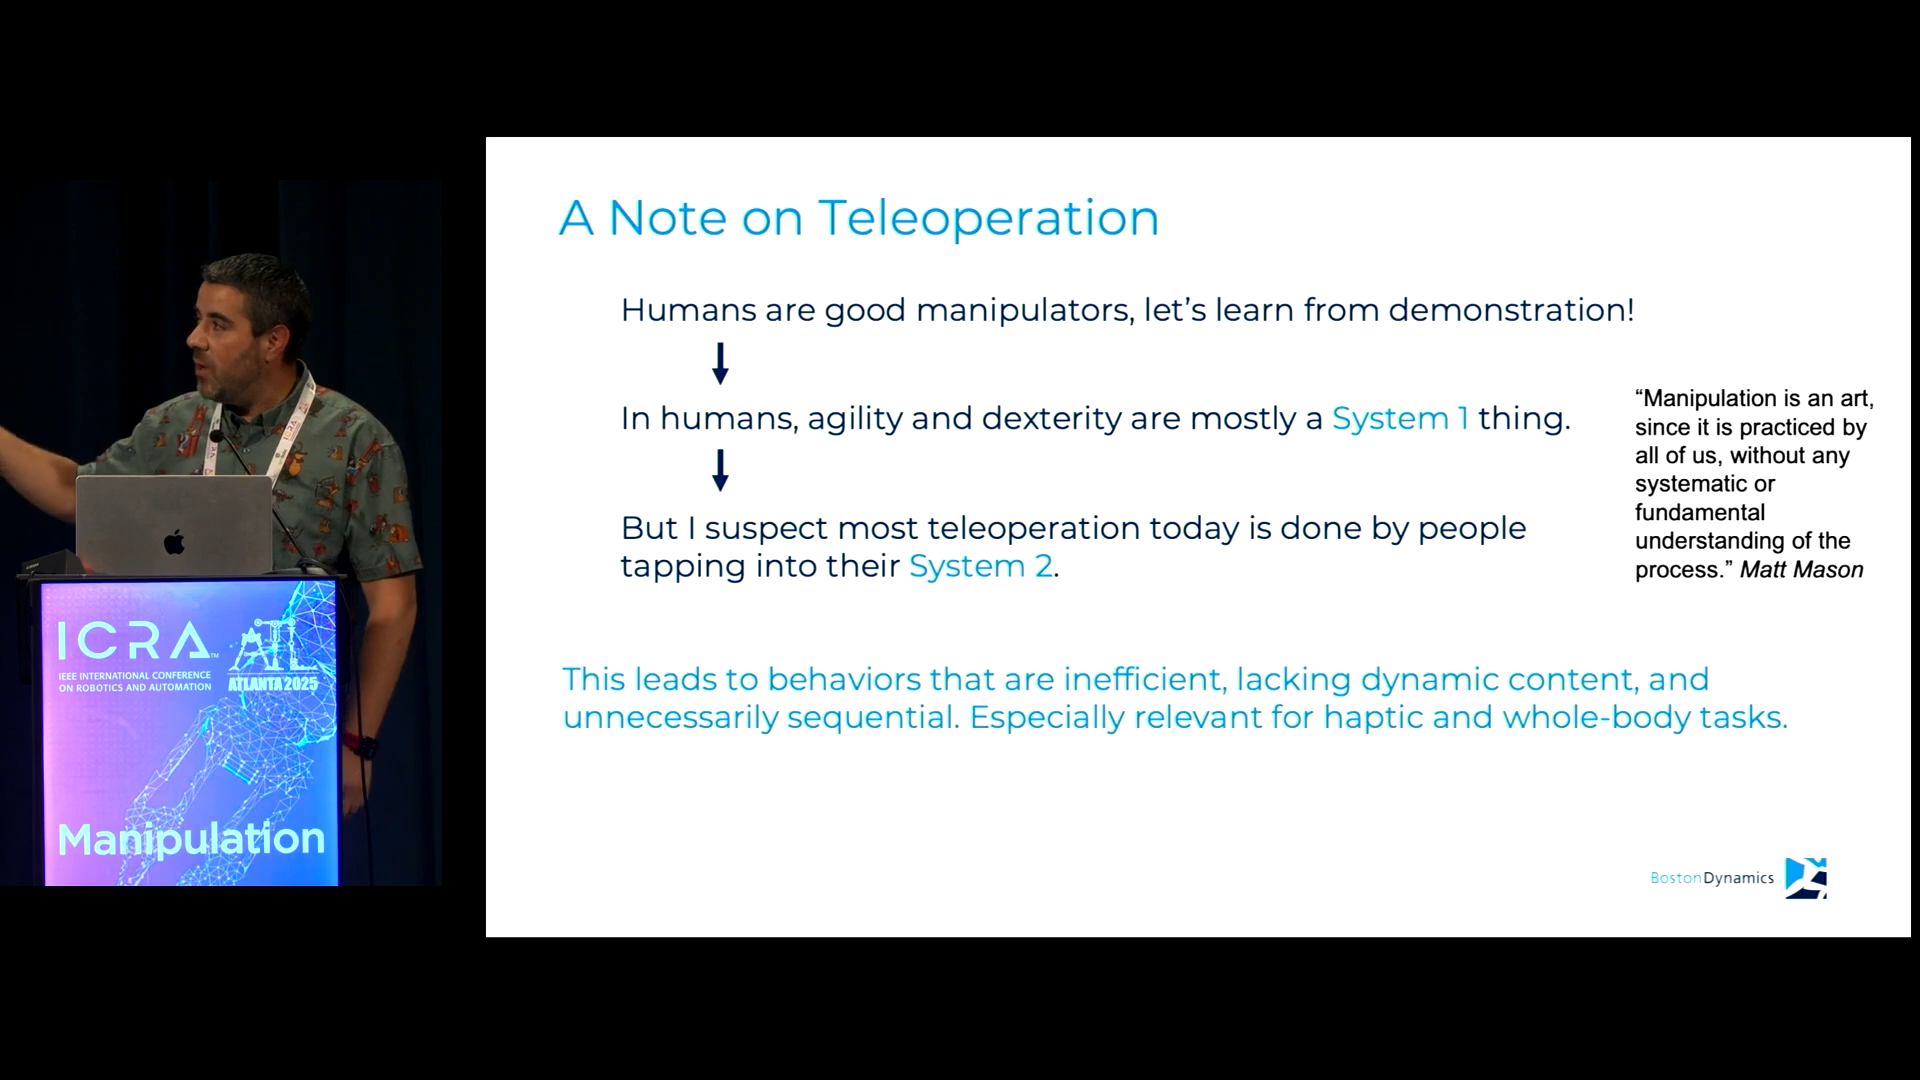 A Note on Teleoperation
Humans are good manipulators, let's learn from demonstration!
In humans, agility and dexterity are mostly a System 1 thing.
But I suspect most teleoperation today is done by people
tapping into their System 2.
“Manipulation is an art,
since it is practiced by
all of us, without any
systematic or
fundamental
understanding of the
process.” Matt Mason
This leads to behaviors that are inefficient, lacking dynamic content, and
unnecessarily sequential. Especially relevant for haptic and whole-body tasks.
BostonDynamics
ICRA™
IEEE INTERNATIONAL CONFERENCE
ON ROBOTICS AND AUTOMATION
ATL
ATLANTA 2025
Manipulation
ICRA